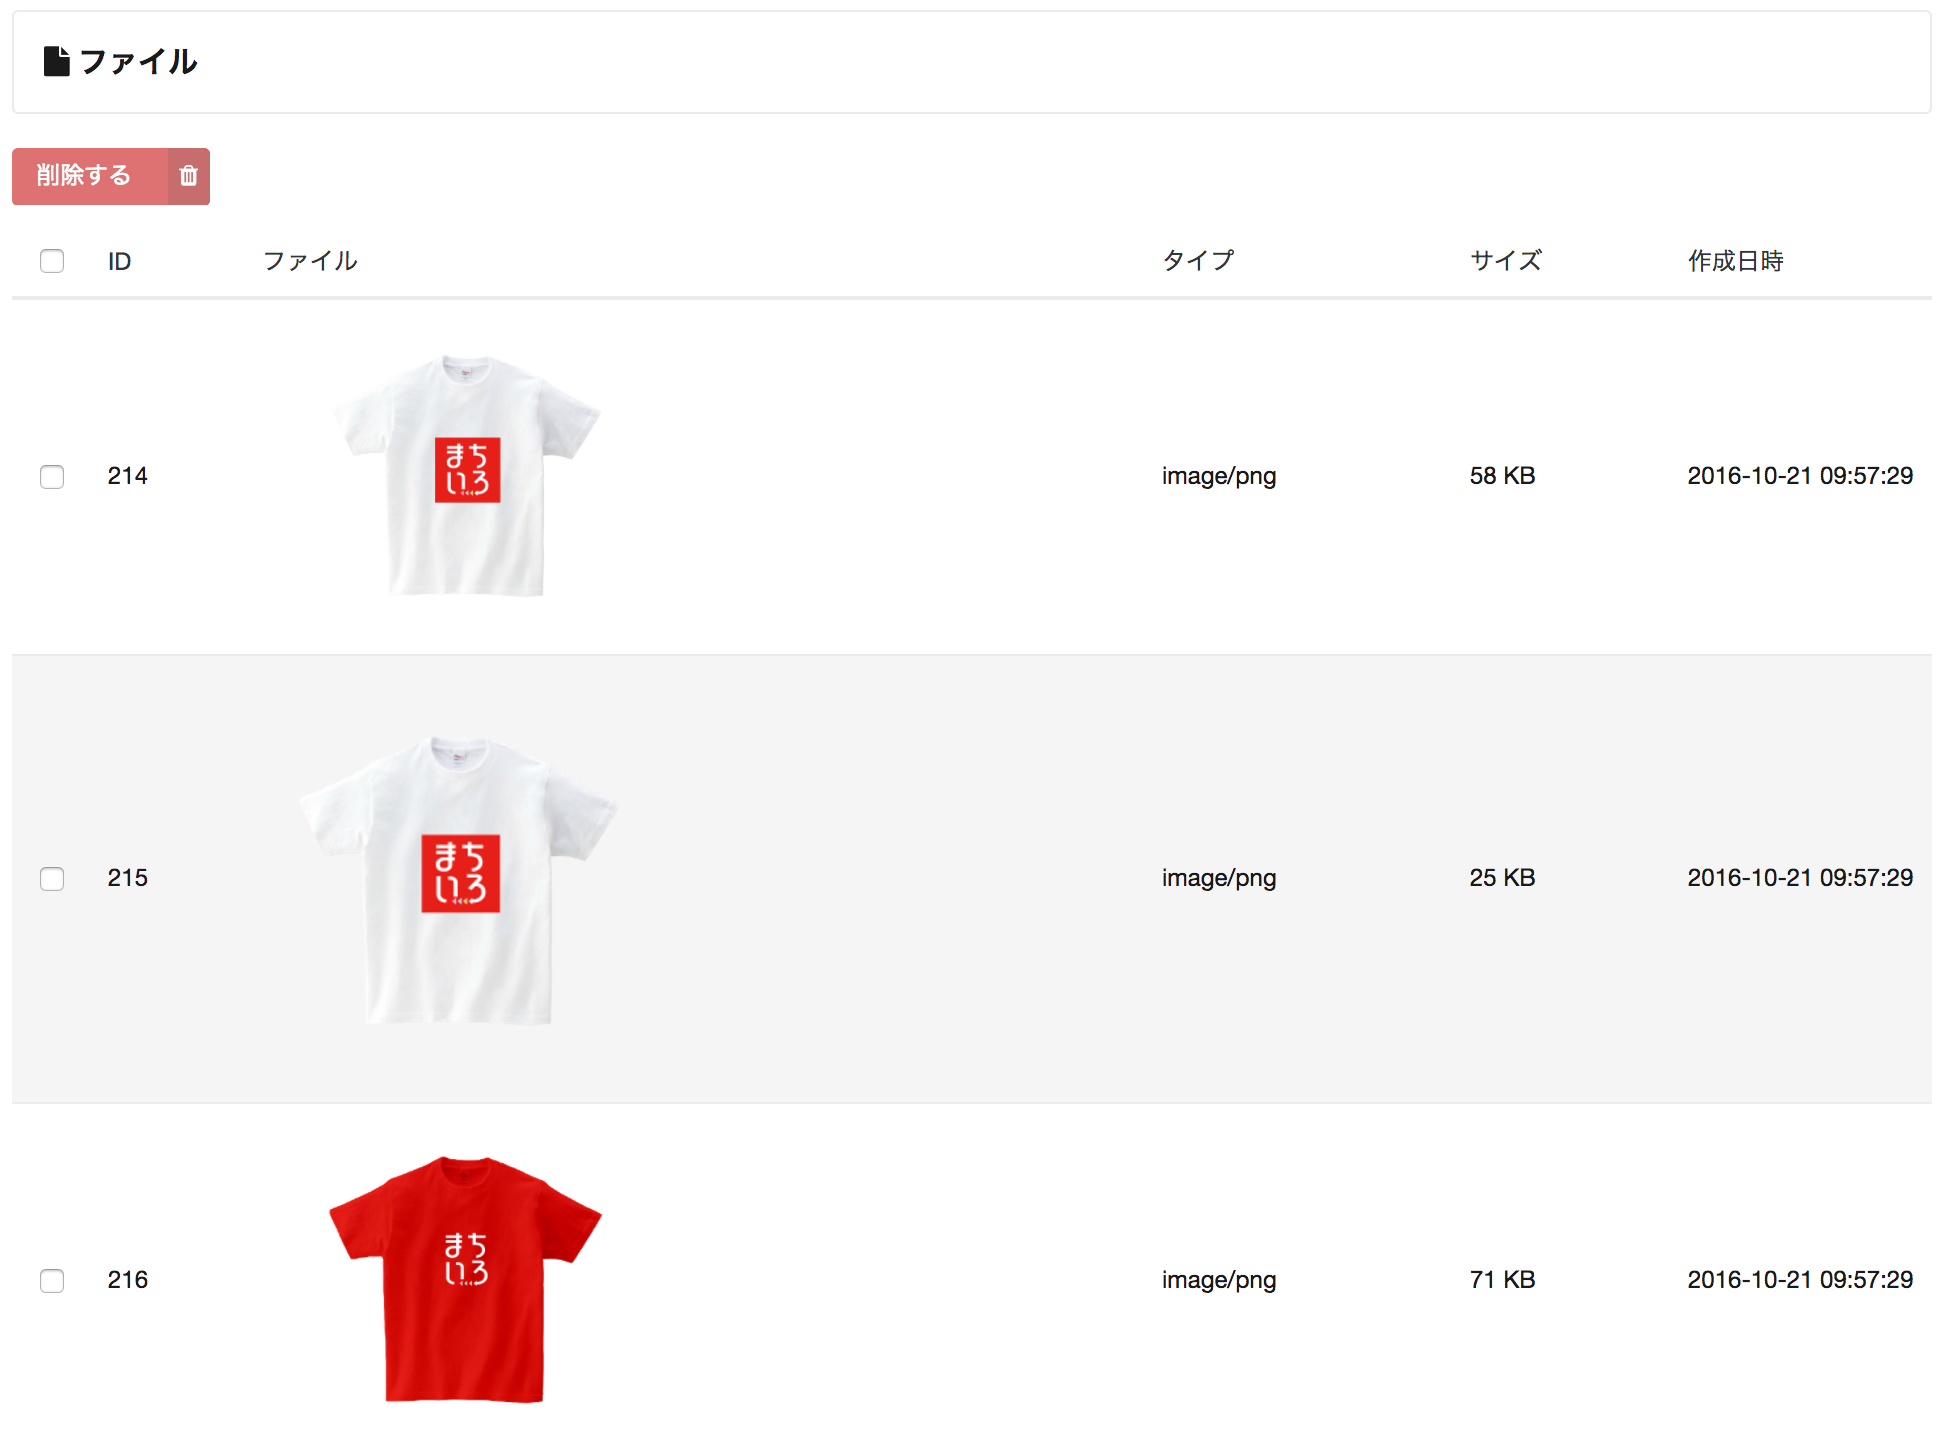 ファイル
削除する
ID ファイル タイプ サイズ 作成日時
まち
いろ
214 image/png 58 KB 2016-10-21 09:57:29
まち
いろ
215 image/png 25 KB 2016-10-21 09:57:29
まち
いろ
216 image/png 71 KB 2016-10-21 09:57:29